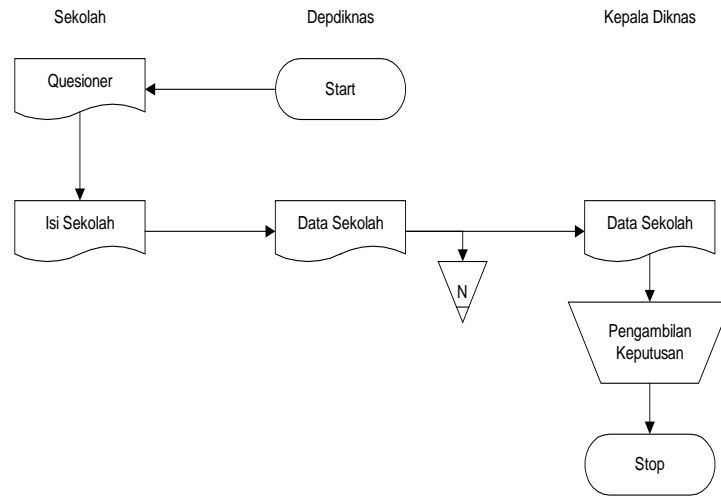 Sekolah
Depdiknas
Kepala Diknas
Quesioner
Start
Isi Sekolah
Data Sekolah
Data Sekolah
N
Pengambilan
Keputusan
Stop